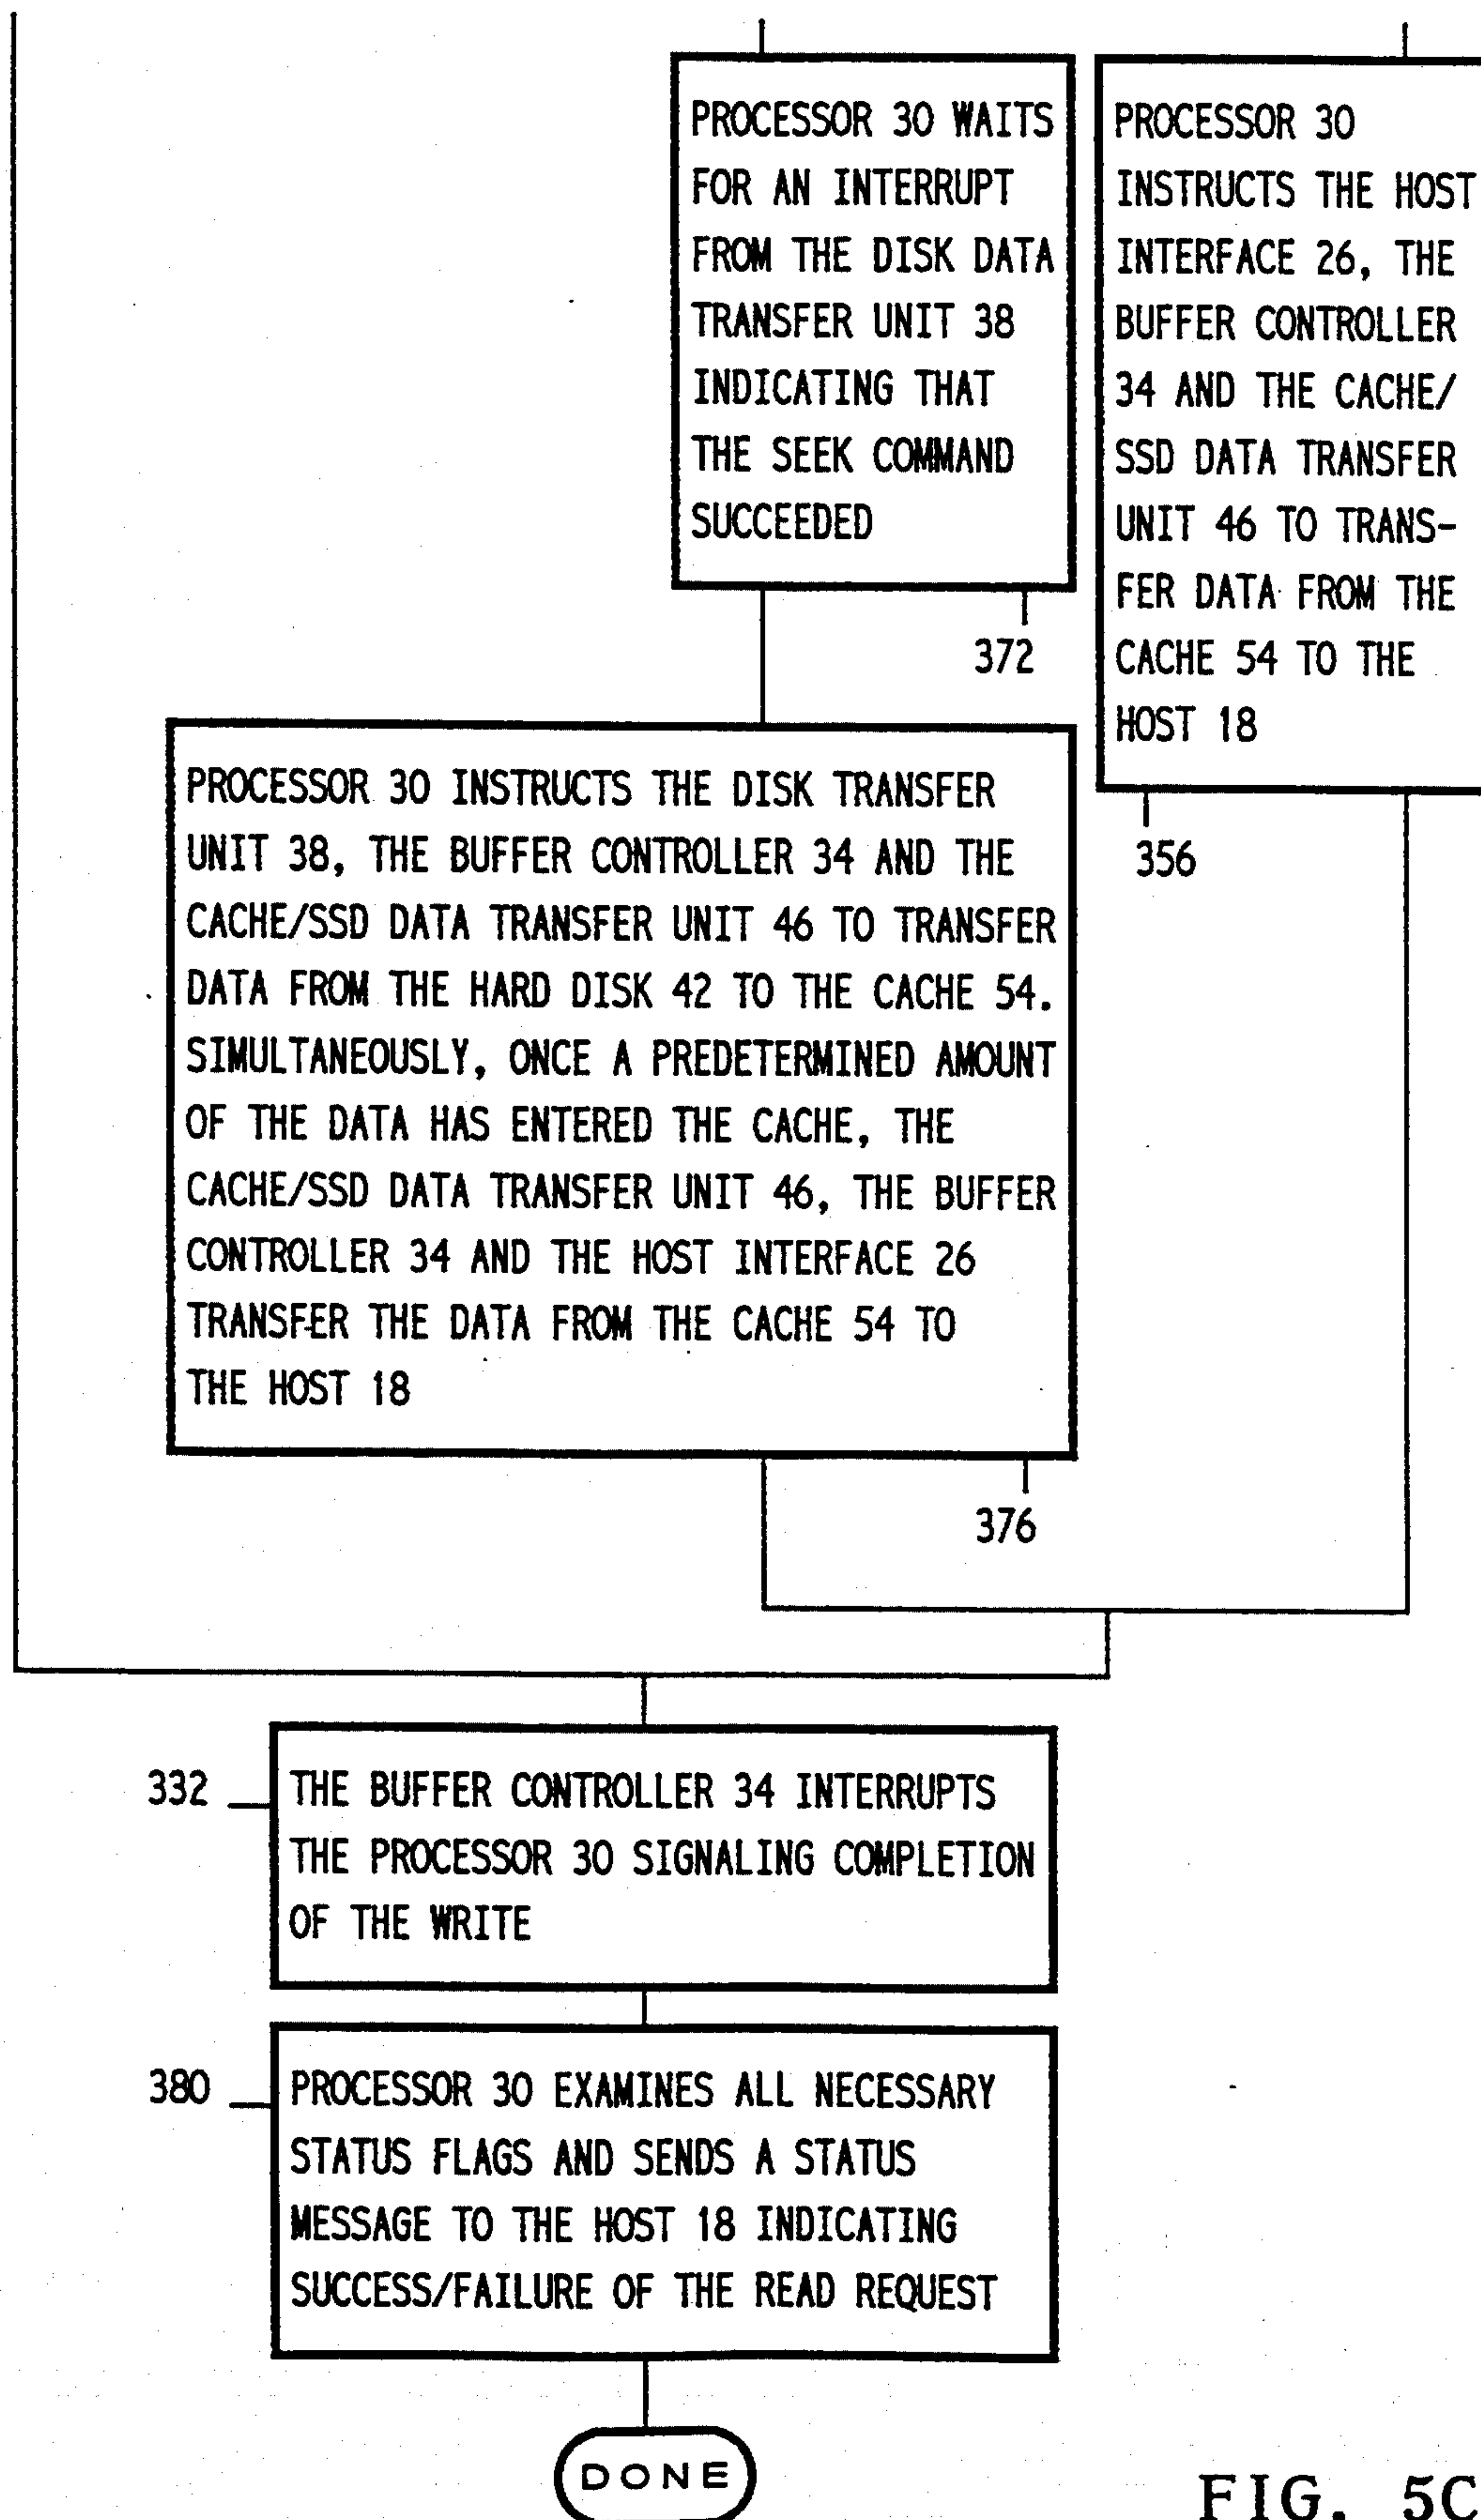 PROCESSOR 30 WAITS
FOR AN INTERRUPT
FROM THE DISK DATA
TRANSFER UNIT 38
INDICATING THAT
THE SEEK COMMAND
SUCCEEDED
372
PROCESSOR 30
INSTRUCTS THE HOST
INTERFACE 26, THE
BUFFER CONTROLLER
34 AND THE CACHE/
SSD DATA TRANSFER
UNIT 46 TO TRANS-
FER DATA FROM THE
CACHE 54 TO THE
HOST 18
356
PROCESSOR 30 INSTRUCTS THE DISK TRANSFER
UNIT 38, THE BUFFER CONTROLLER 34 AND THE
CACHE/SSD DATA TRANSFER UNIT 46 TO TRANSFER
DATA FROM THE HARD DISK 42 TO THE CACHE 54.
SIMULTANEOUSLY, ONCE A PREDETERMINED AMOUNT
OF THE DATA HAS ENTERED THE CACHE, THE
CACHE/SSD DATA TRANSFER UNIT 46, THE BUFFER
CONTROLLER 34 AND THE HOST INTERFACE 26
TRANSFER THE DATA FROM THE CACHE 54 TO
THE HOST 18
376
332
THE BUFFER CONTROLLER 34 INTERRUPTS
THE PROCESSOR 30 SIGNALING COMPLETION
OF THE WRITE
380
PROCESSOR 30 EXAMINES ALL NECESSARY
STATUS FLAGS AND SENDS A STATUS
MESSAGE TO THE HOST 18 INDICATING
SUCCESS/FAILURE OF THE READ REQUEST
DONE
FIG. 5C